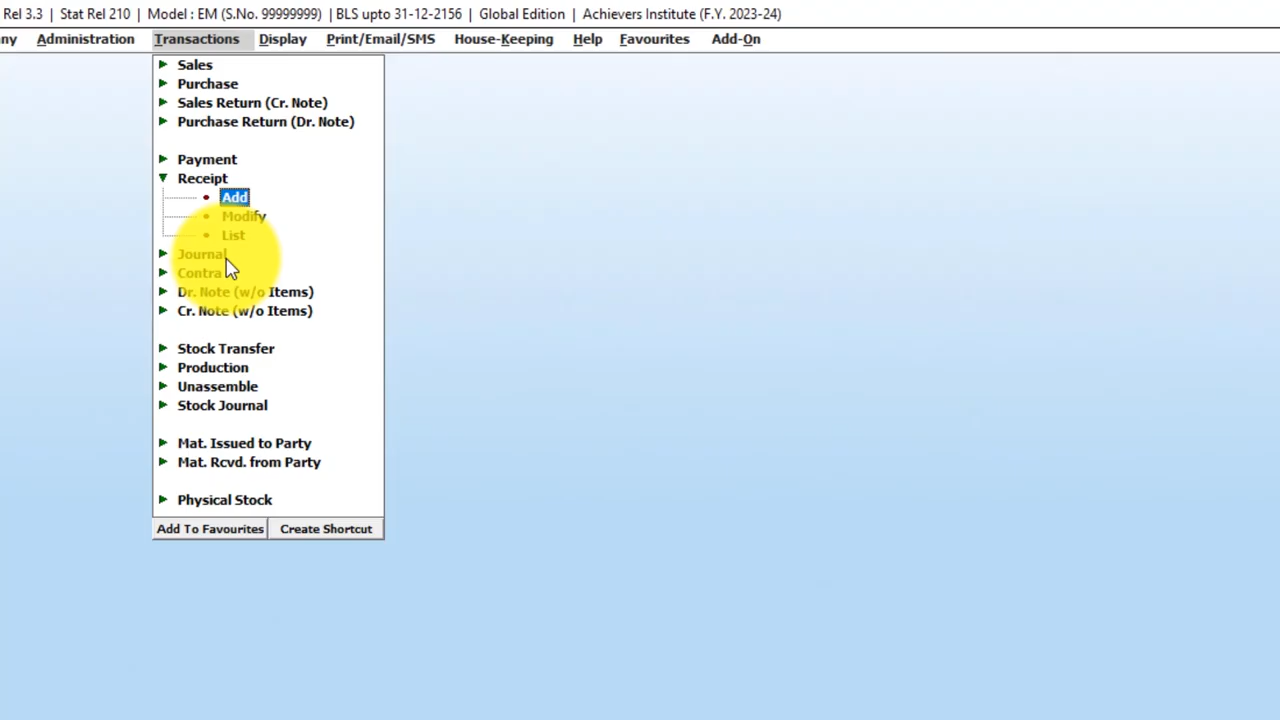 Rel 3.3 | Stat Rel 210 | Model : EM (S.No. 99999999) | BLS upto 31-12-2156 | Global Edition | Achievers Institute (F.Y. 2023-24)
ny Administration Transactions Display Print/Email/SMS House-Keeping Help Favourites Add-On
Sales
Purchase
Sales Return (Cr. Note)
Purchase Return (Dr. Note)
Payment
Receipt
Add
Modify
List
Journal
Contra
Dr. Note (w/o Items)
Cr. Note (w/o Items)
Stock Transfer
Production
Unassemble
Stock Journal
Mat. Issued to Party
Mat. Rcvd. from Party
Physical Stock
Add To Favourites Create Shortcut